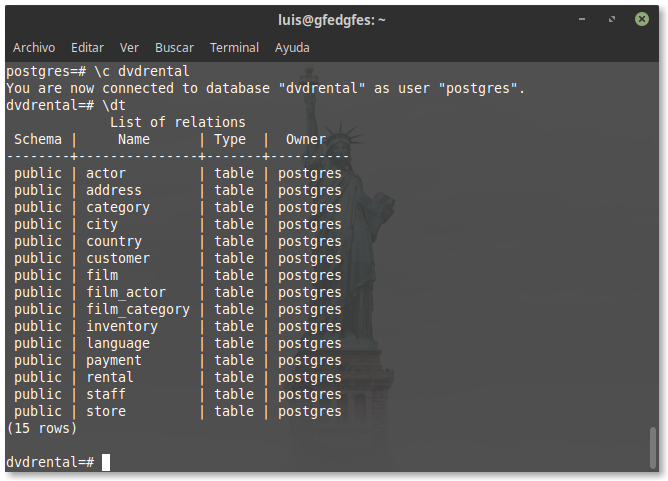 luis@gfedgfes: ~
Archivo Editar Ver Buscar Terminal Ayuda
postgres=# \c dvdrental
You are now connected to database "dvdrental" as user "postgres".
dvdrental=# \dt
             List of relations
 Schema |     Name      | Type  |  Owner
--------+---------------+-------+----------
 public | actor         | table | postgres
 public | address       | table | postgres
 public | category      | table | postgres
 public | city          | table | postgres
 public | country       | table | postgres
 public | customer      | table | postgres
 public | film          | table | postgres
 public | film_actor    | table | postgres
 public | film_category | table | postgres
 public | inventory     | table | postgres
 public | language      | table | postgres
 public | payment       | table | postgres
 public | rental        | table | postgres
 public | staff         | table | postgres
 public | store         | table | postgres
(15 rows)
dvdrental=#